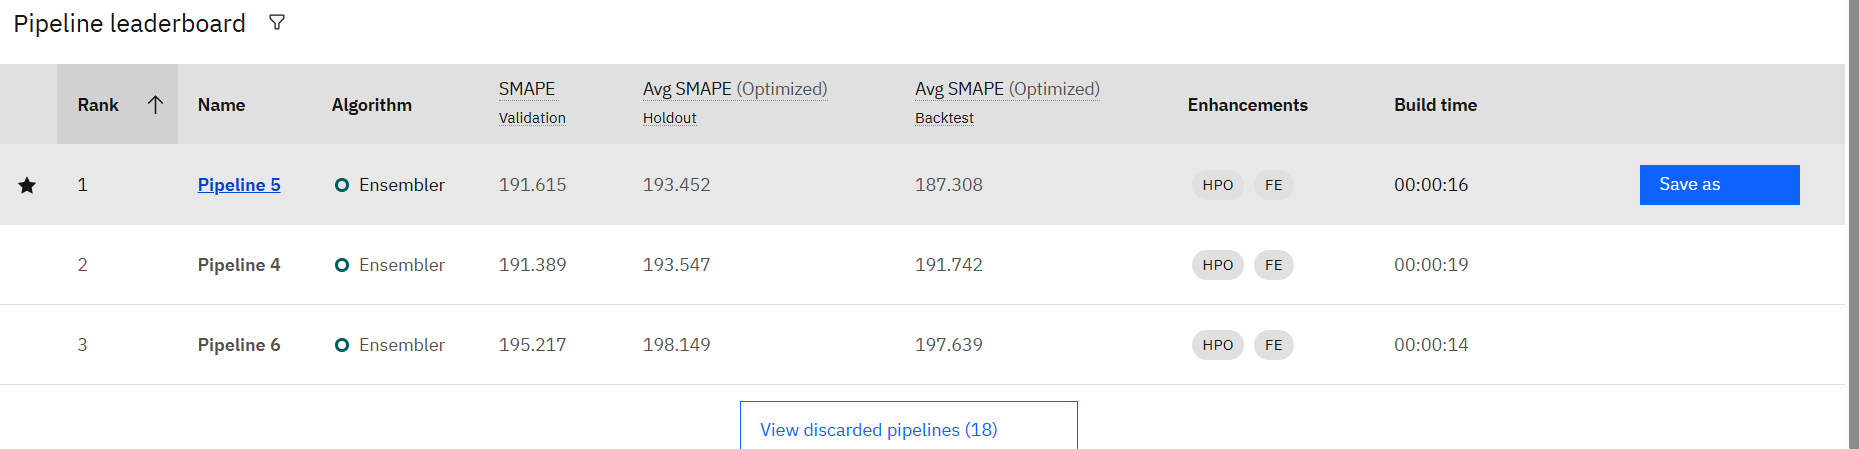 Pipeline leaderboard
Rank Name Algorithm SMAPE Validation Avg SMAPE (Optimized) Holdout Avg SMAPE (Optimized) Backtest Enhancements Build time
1 Pipeline 5 Ensembler 191.615 193.452 187.308 HPO FE 00:00:16 Save as
2 Pipeline 4 Ensembler 191.389 193.547 191.742 HPO FE 00:00:19
3 Pipeline 6 Ensembler 195.217 198.149 197.639 HPO FE 00:00:14
View discarded pipelines (18)